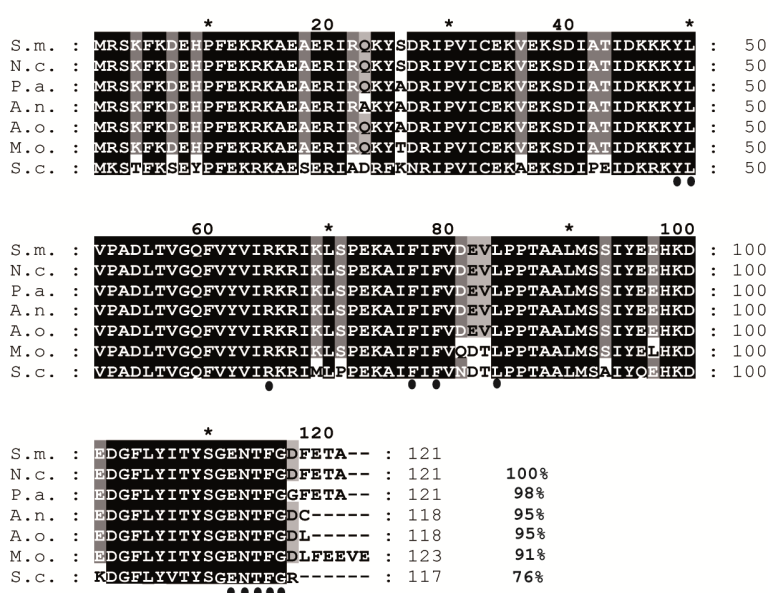 * 20 * 40 *
S.m. : MRSKFKDEHPFEKRKAEAERIRQKYSDRIPVICEKVEKSDIATIDKKKYL : 50
N.c. : MRSKFKDEHPFEKRKAEAERIRQKYSDRIPVICEKVEKSDIATIDKKKYL : 50
P.a. : MRSKFKDEHPFEKRKAEAERIRQKYADRIPVICEKVEKSDIATIDKKKYL : 50
A.n. : MRSKFKDEHPFEKRKAEAERIRAKYADRIPVICEKVEKSDIATIDKKKYL : 50
A.o. : MRSKFKDEHPFEKRKAEAERIRQKYADRIPVICEKVEKSDIATIDKKKYL : 50
M.o. : MRSKFKDEHPFEKRKAEAERIRQKYTDRIPVICEKVEKSDIATIDKKKYL : 50
S.c. : MKSTFKSEYPFEKRKAESERIADRFKNRIPVICEKAEKSDIPEIDKRKYL : 50
60 * 80 * 100
S.m. : VPADLTVGQFVYVIRKRIKLSPEKAIFIFVDEVLPPTAALMSSIYEEHKD : 100
N.c. : VPADLTVGQFVYVIRKRIKLSPEKAIFIFVDEVLPPTAALMSSIYEEHKD : 100
P.a. : VPADLTVGQFVYVIRKRIKLSPEKAIFIFVDEVLPPTAALMSSIYEEHKD : 100
A.n. : VPADLTVGQFVYVIRKRIKLSPEKAIFIFVDEVLPPTAALMSSIYEEHKD : 100
A.o. : VPADLTVGQFVYVIRKRIKLSPEKAIFIFVDEVLPPTAALMSSIYEEHKD : 100
M.o. : VPADLTVGQFVYVIRKRIKLSPEKAIFIFVQDTLPPTAALMSSIYELHKD : 100
S.c. : VPADLTVGQFVYVIRKRIMLPPEKAIFIFVNDTLPPTAALMSAIYQEHKD : 100
* 120
S.m. : EDGFLYITYSGENTFGDFETA-- : 121
N.c. : EDGFLYITYSGENTFGDFETA-- : 121 100%
P.a. : EDGFLYITYSGENTFGGFETA-- : 121 98%
A.n. : EDGFLYITYSGENTFGDC----- : 118 95%
A.o. : EDGFLYITYSGENTFGDL----- : 118 95%
M.o. : EDGFLYITYSGENTFGDLFEEVE : 123 91%
S.c. : KDGFLYVTYSGENTFGR------ : 117 76%